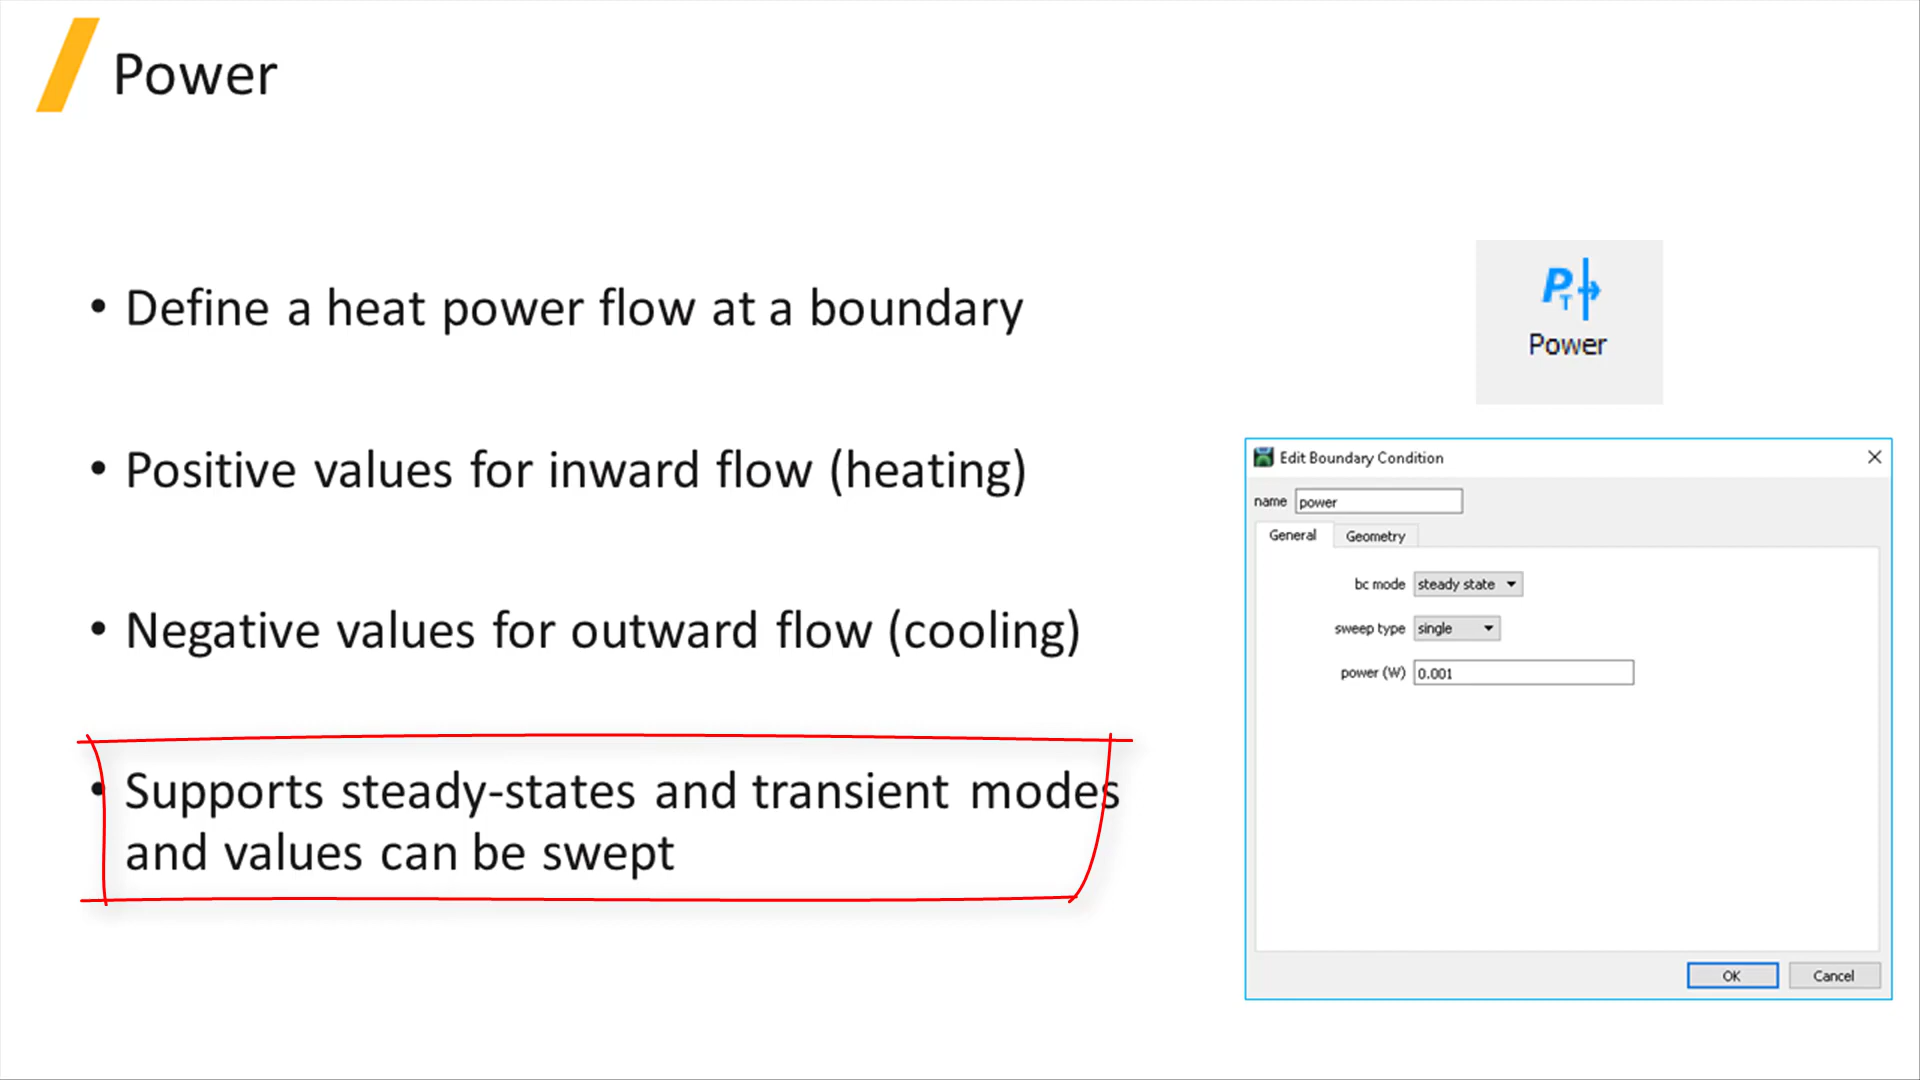 Power
• Define a heat power flow at a boundary
• Positive values for inward flow (heating)
• Negative values for outward flow (cooling)
• Supports steady-states and transient modes
and values can be swept
P T
Power
Edit Boundary Condition
name power
General Geometry
bc mode steady state
sweep type single
power (W) 0.001
OK Cancel